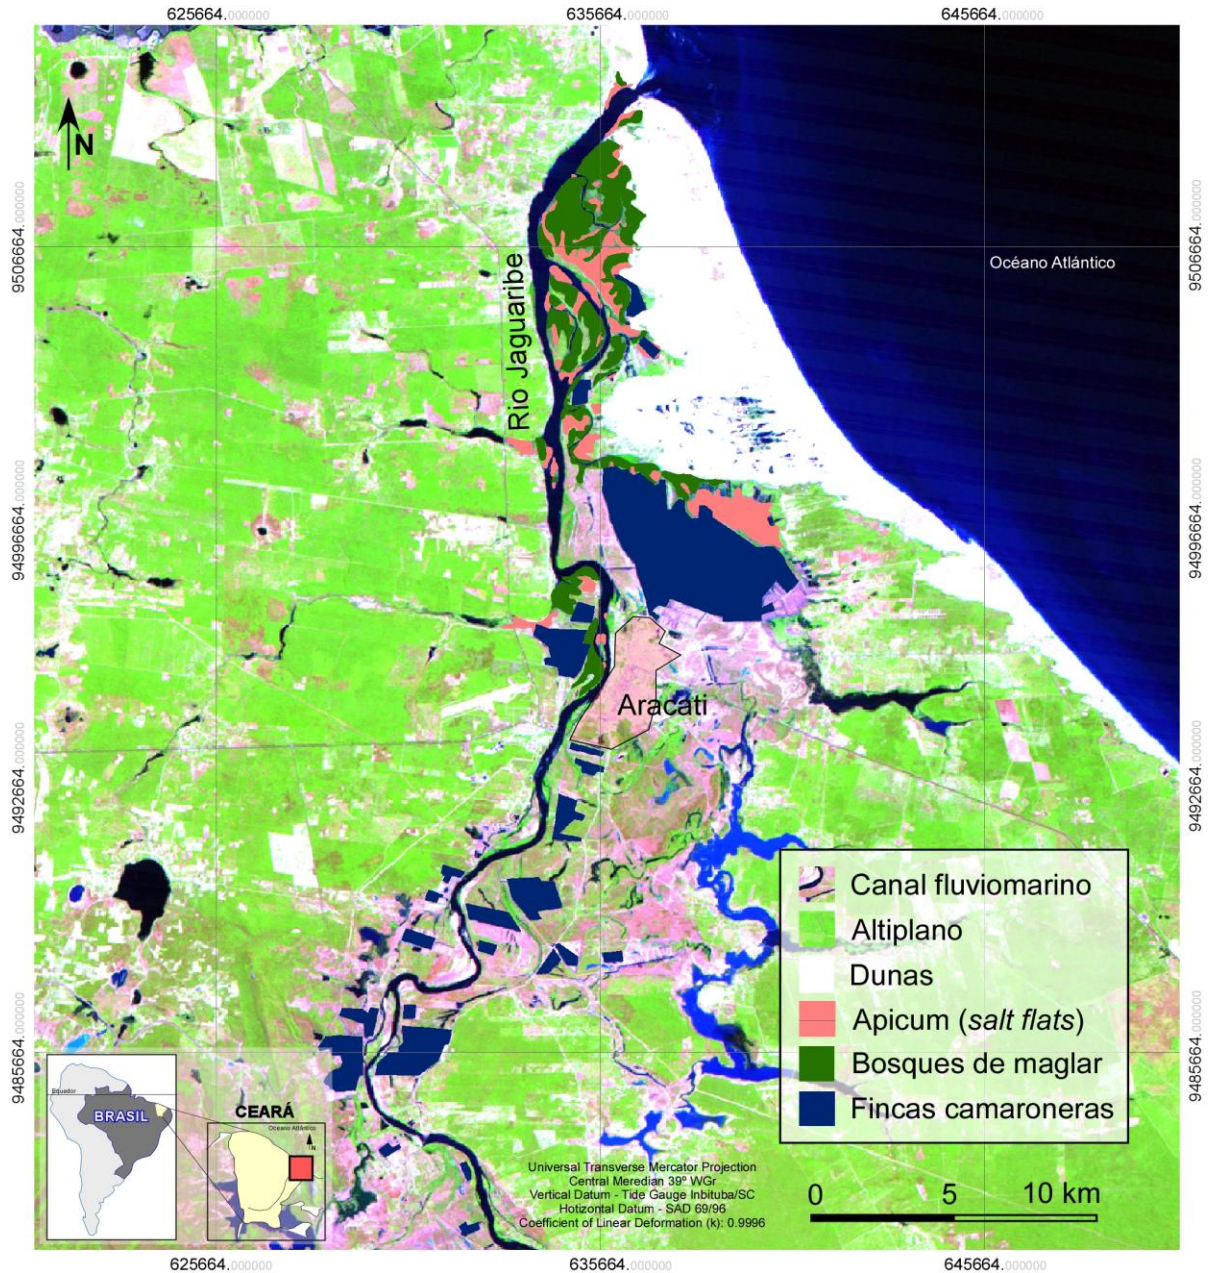 625664.000000
635664.000000
645664.000000
N
9506664.000000
9506664.000000
Océano Atlántico
Rio Jaguaribe
9499664.000000
9496664.000000
Aracati
9492664.000000
9492664.000000
Canal fluviomarino
Altiplano
Dunas
Apicum (salt flats)
Bosques de maglar
Fincas camaroneras
9485664.000000
9485664.000000
Equador
BRASIL
CEARÁ
Oceano Atlântico
N
Universal Transverse Mercator Projection
Central Meredian 39º WGr
Vertical Datum - Tide Gauge Inbituba/SC
Hotizontal Datum - SAD 69/96
Coefficient of Linear Deformation (k): 0.9996
0 5 10 km
625664.000000
635664.000000
645664.000000